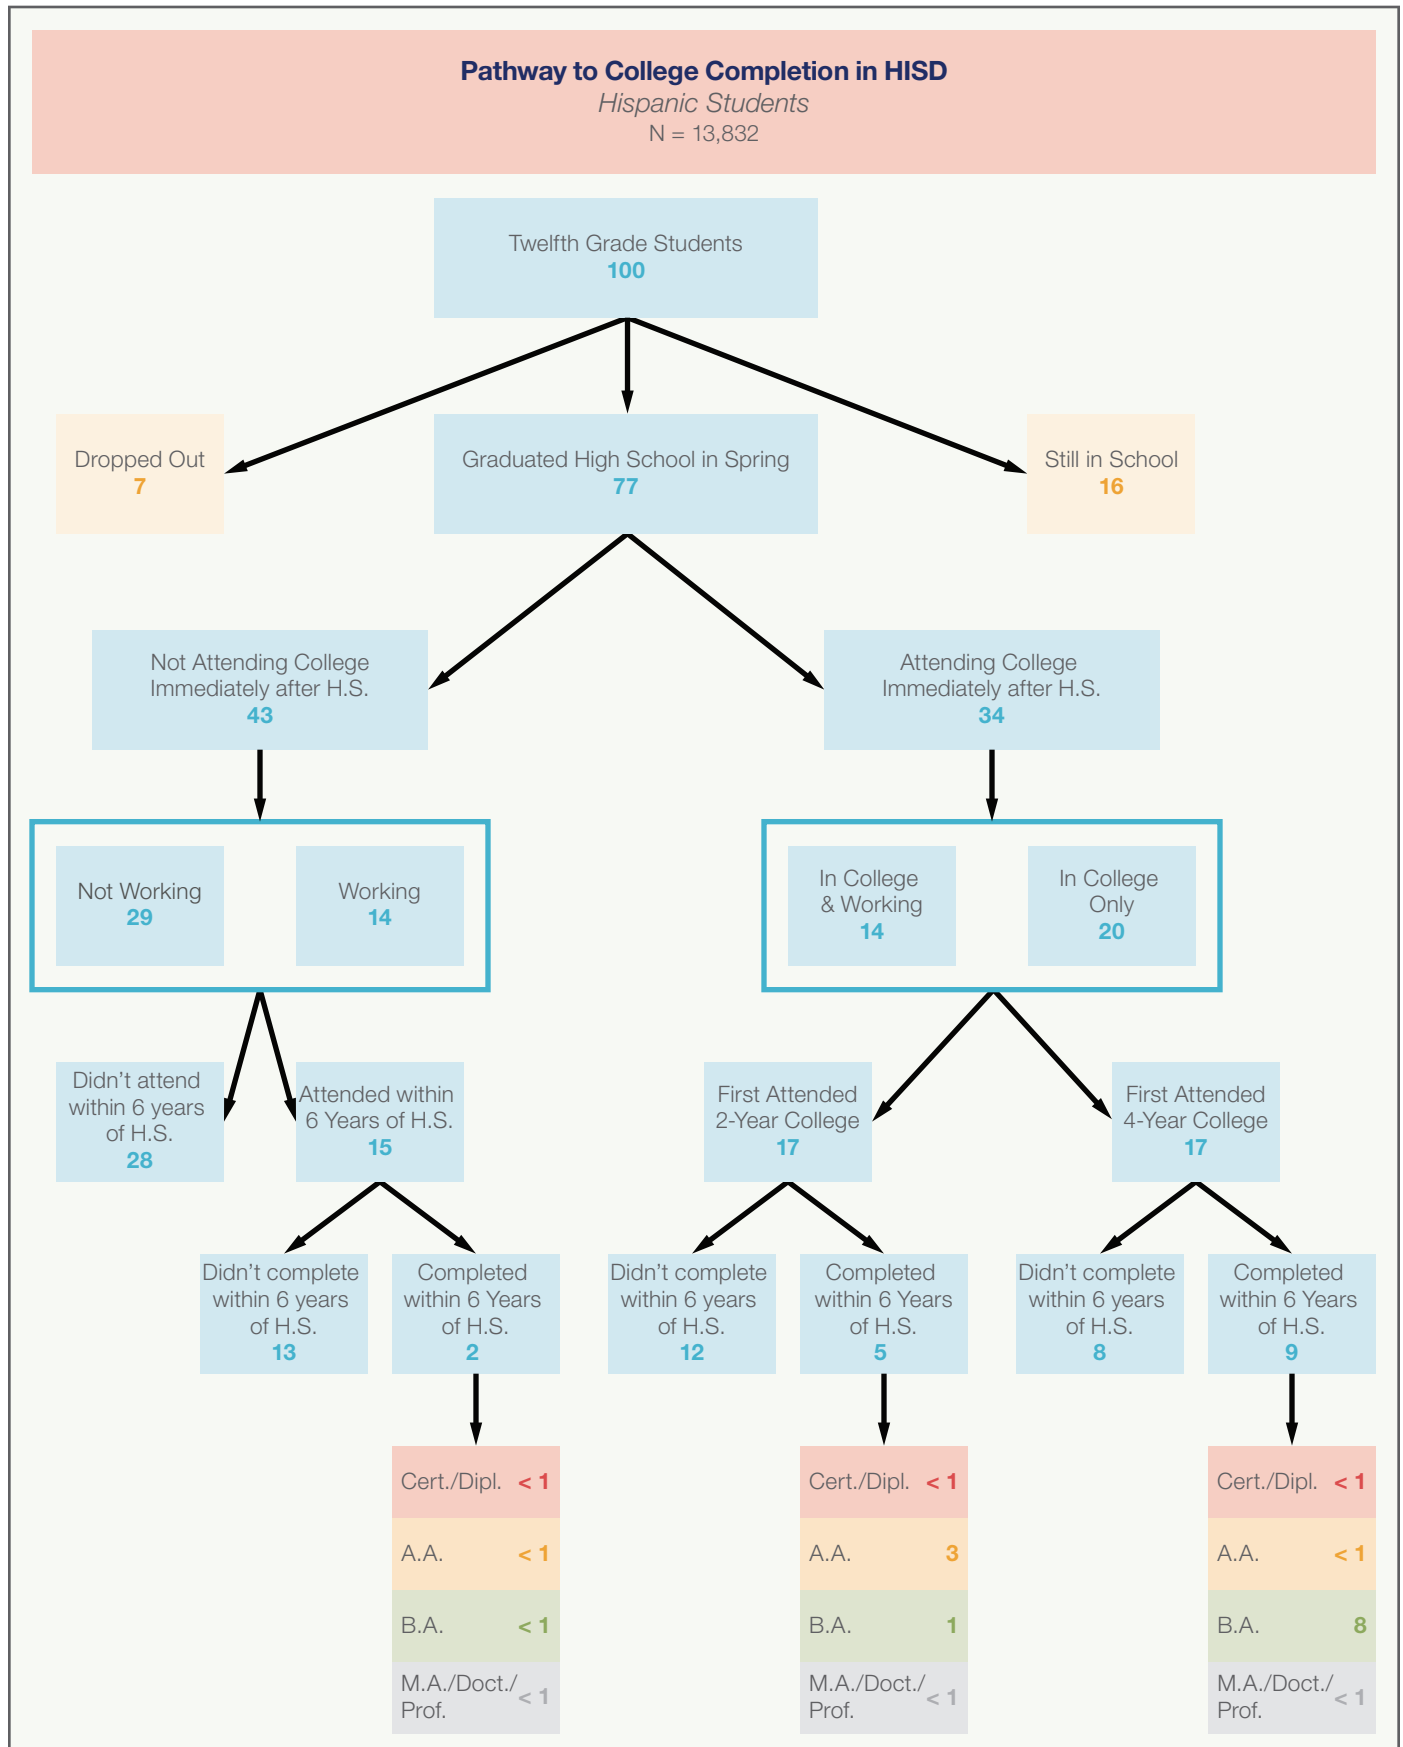 Pathway to College Completion in HISD
Hispanic Students
N = 13,832
Twelfth Grade Students
100
Dropped Out
7
Graduated High School in Spring
77
Still in School
16
Not Attending College
Immediately after H.S.
43
Attending College
Immediately after H.S.
34
Not Working
29
Working
14
In College
& Working
14
In College
Only
20
Didn't attend
within 6 years
of H.S.
28
Attended within
6 Years of H.S.
15
First Attended
2-Year College
17
First Attended
4-Year College
17
Didn't complete
within 6 years
of H.S.
13
Completed
within 6 Years
of H.S.
2
Didn't complete
within 6 years
of H.S.
12
Completed
within 6 Years
of H.S.
5
Didn't complete
within 6 years
of H.S.
8
Completed
within 6 Years
of H.S.
9
Cert./Dipl. < 1
A.A. < 1
B.A. < 1
M.A./Doct./
Prof. < 1
Cert./Dipl. < 1
A.A. 3
B.A. 1
M.A./Doct./
Prof. < 1
Cert./Dipl. < 1
A.A. < 1
B.A. 8
M.A./Doct./
Prof. < 1